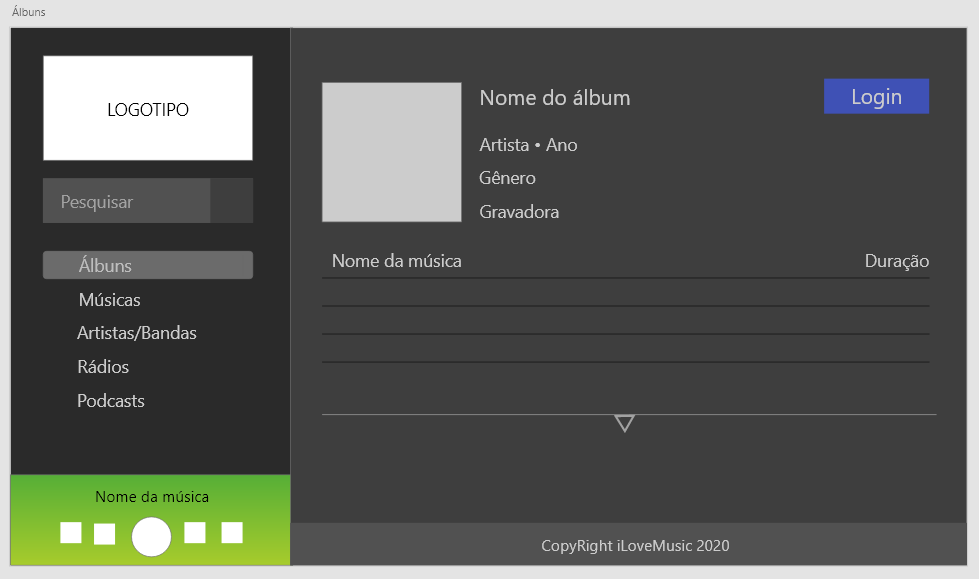 Álbuns
LOGOTIPO
Pesquisar
Álbuns
Músicas
Artistas/Bandas
Rádios
Podcasts
Nome da música
Nome do álbum
Login
Artista • Ano
Gênero
Gravadora
Nome da música Duração
CopyRight iLoveMusic 2020